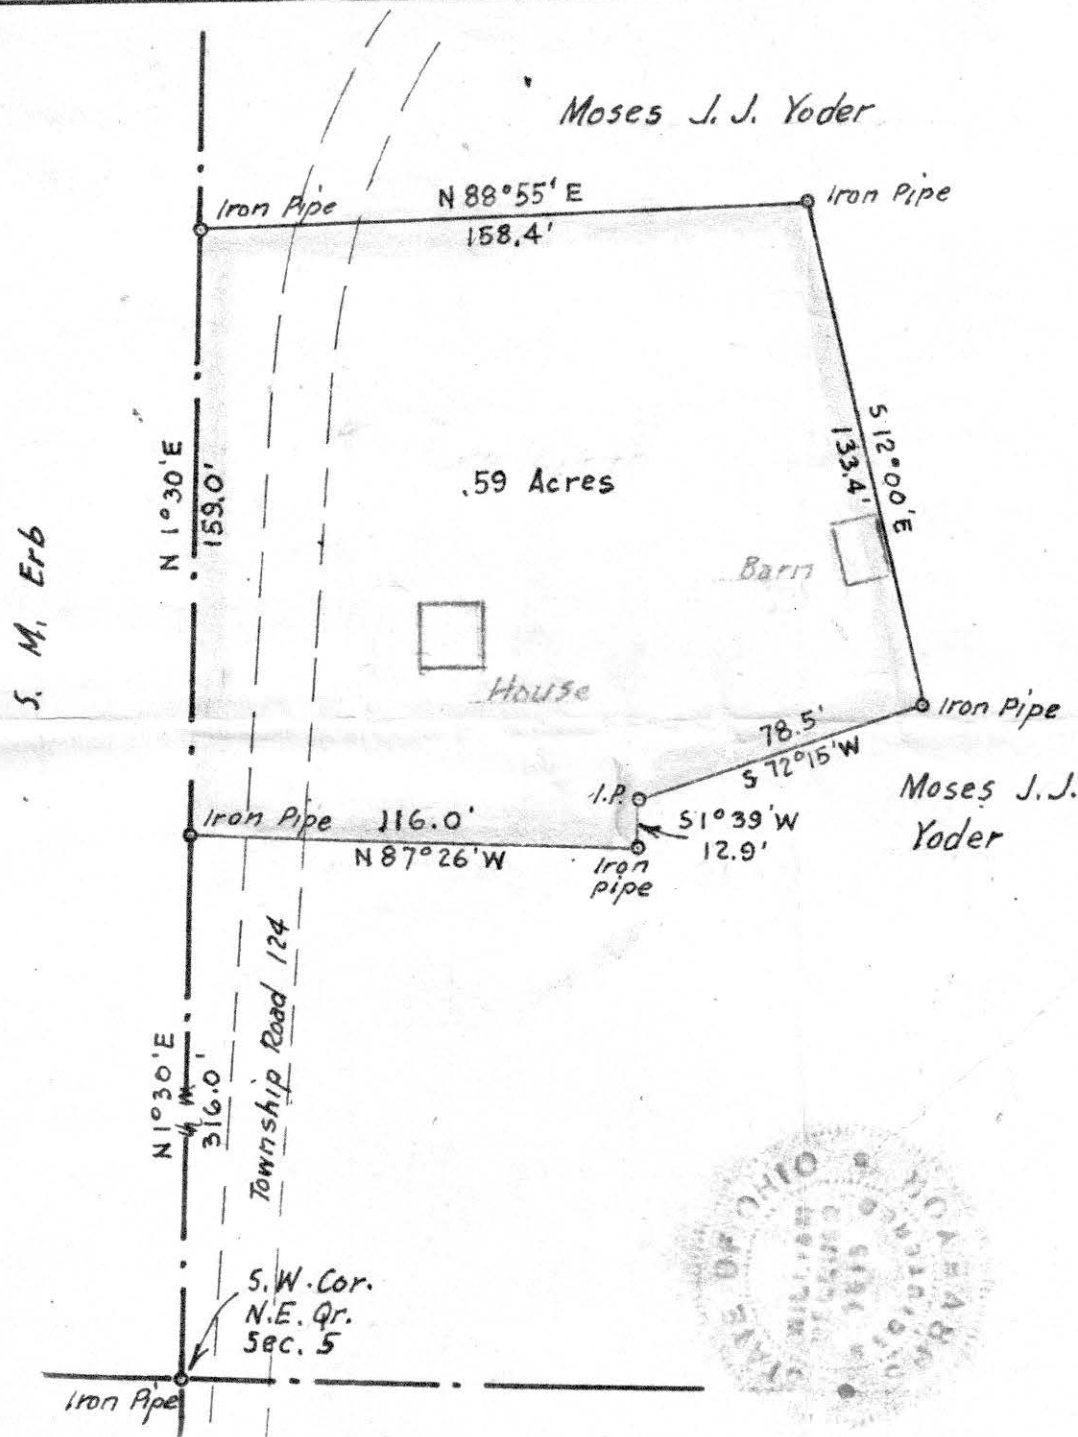 Moses J. J. Yoder
Iron Pipe
N 88°55' E
158.4'
Iron Pipe
S 12°00'E
133.4'
N 1°30'E
159.0'
.59 Acres
S. M. Erb
Barn
House
Iron Pipe
78.5'
S 72°15'W
I.P.
Moses J. J.
Yoder
S1°39'W
12.9'
Iron Pipe
116.0'
N 87°26'W
Iron
pipe
Township Road 124
N 1°30'E
316.0'
S. W. Cor.
N.E. Qr.
Sec. 5
Iron Pipe
OF OHIO
WILLIAM